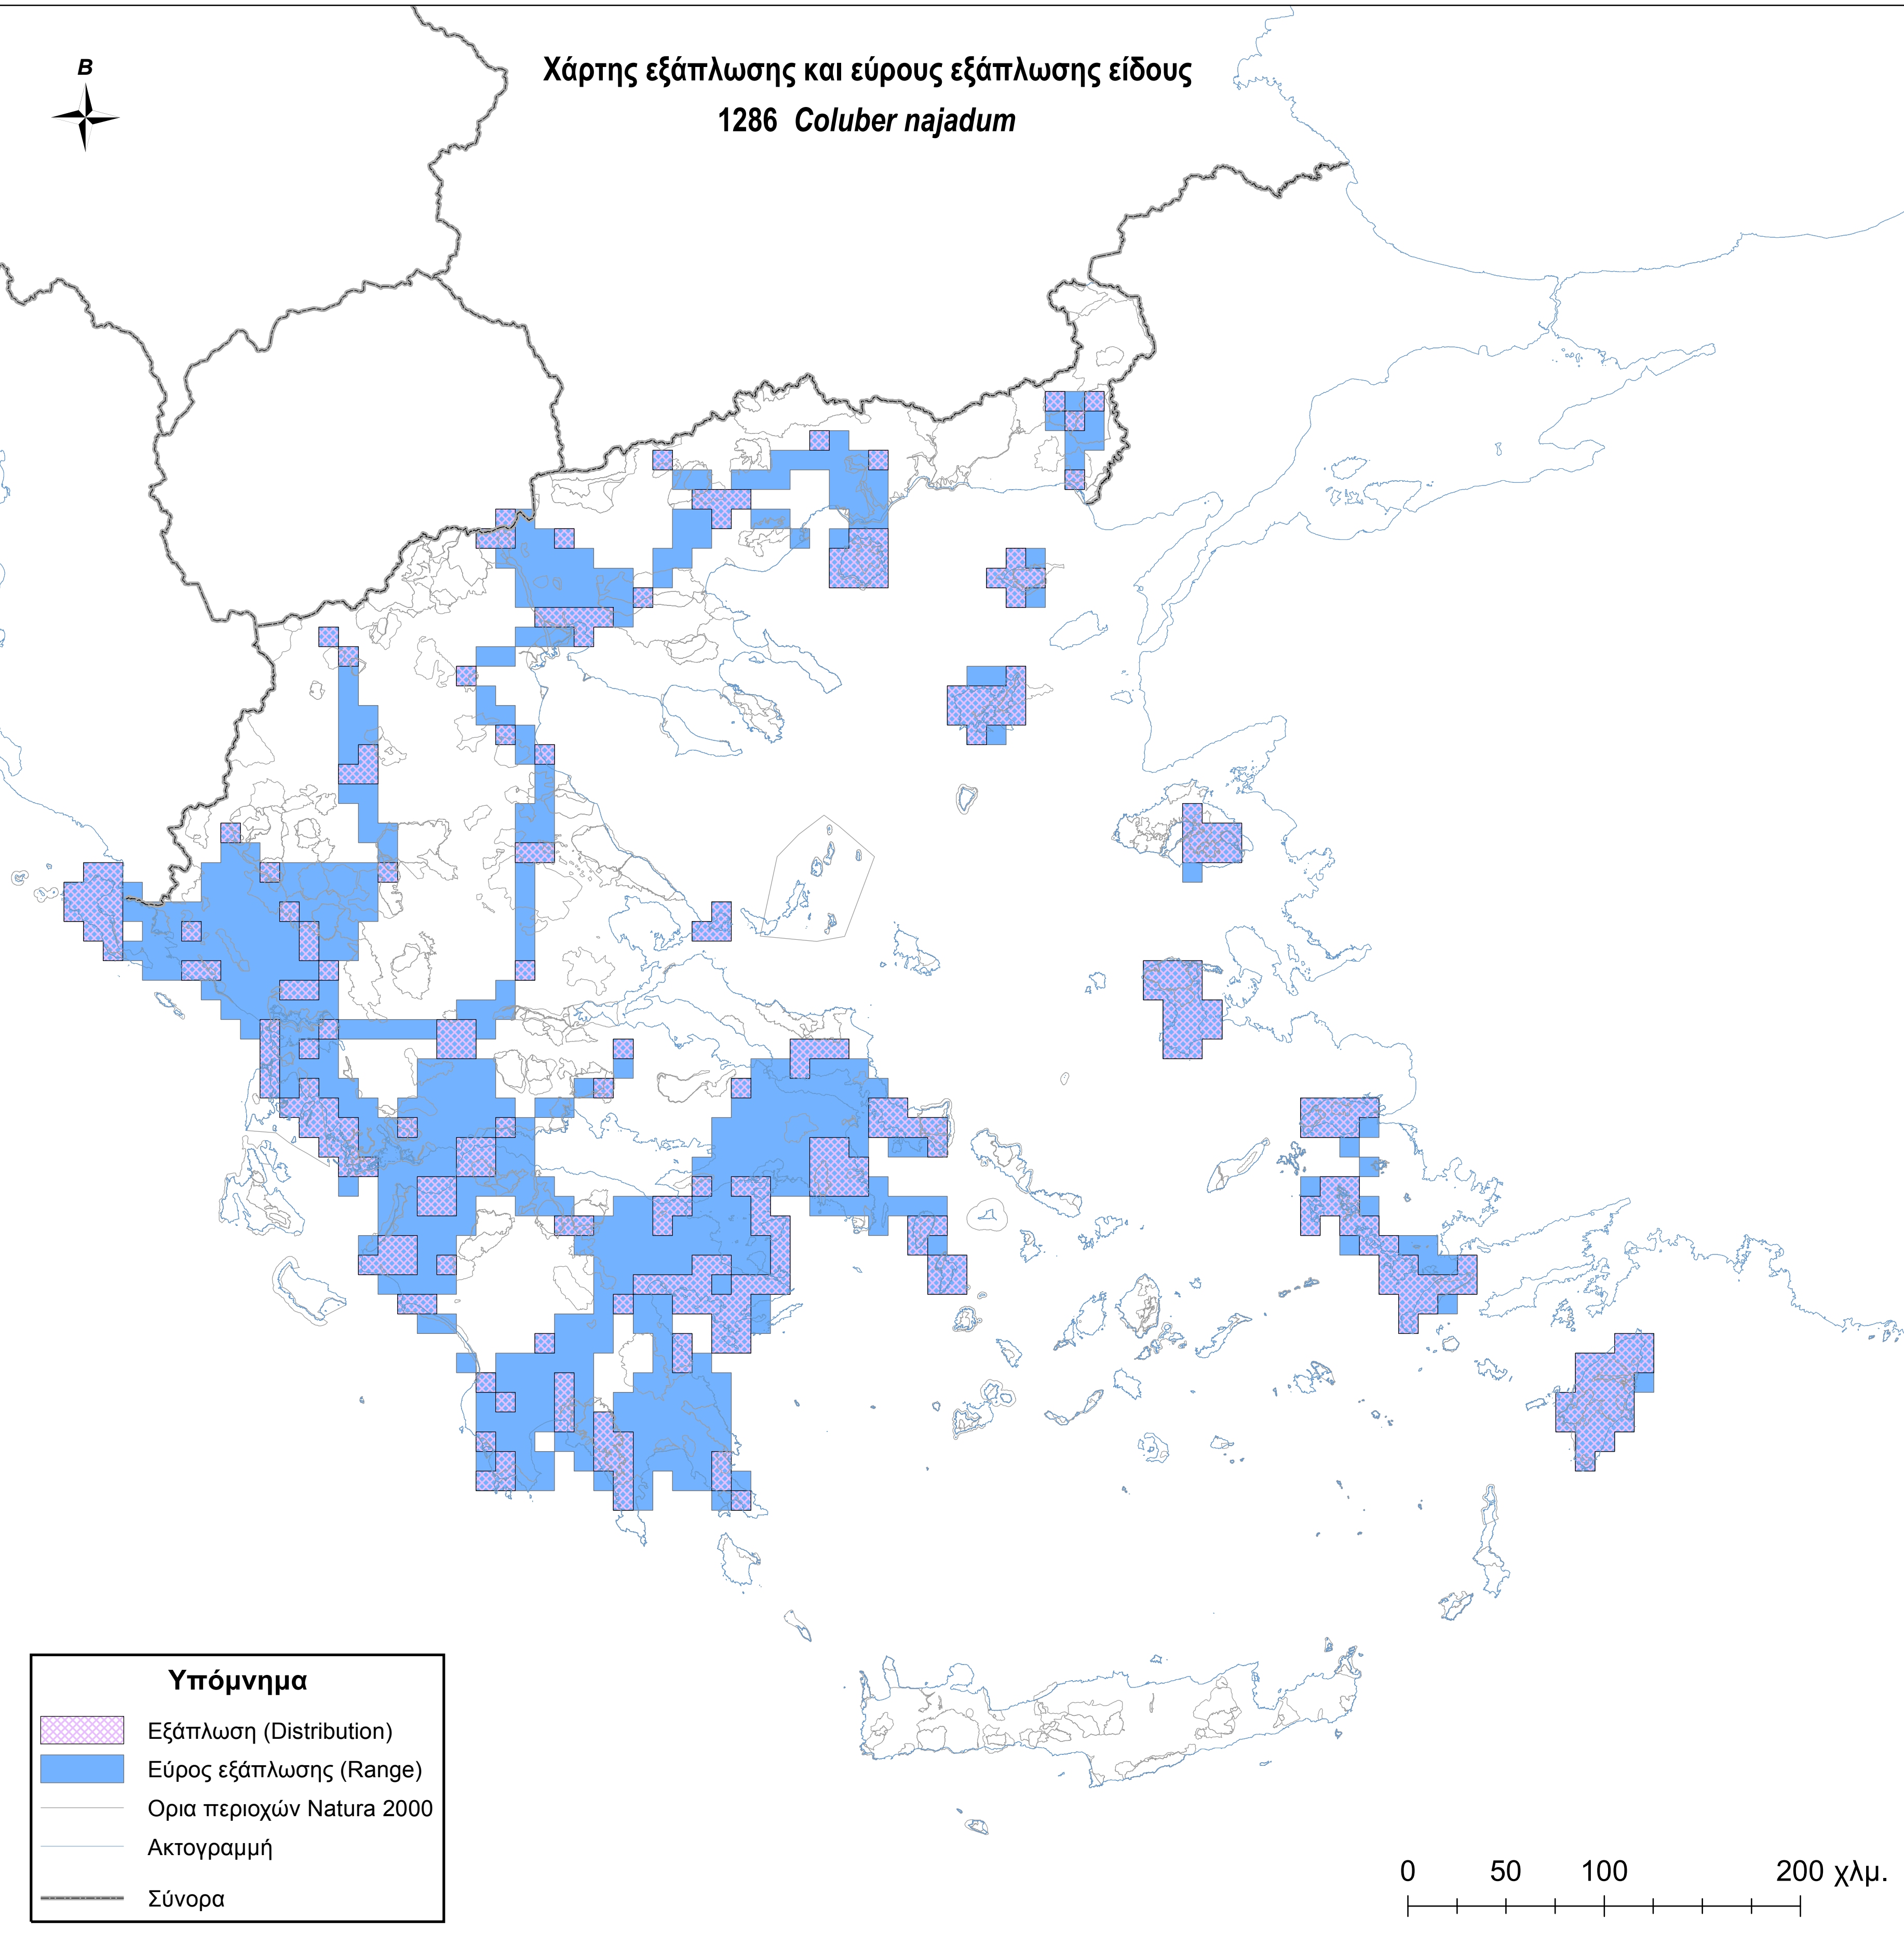 B
Χάρτης εξάπλωσης και εύρους εξάπλωσης είδους
1286 Coluber najadum
Υπόμνημα
Εξάπλωση (Distribution)
Εύρος εξάπλωσης (Range)
Ορια περιοχών Natura 2000
Ακτογραμμή
Σύνορα
0 50 100 200 χλμ.